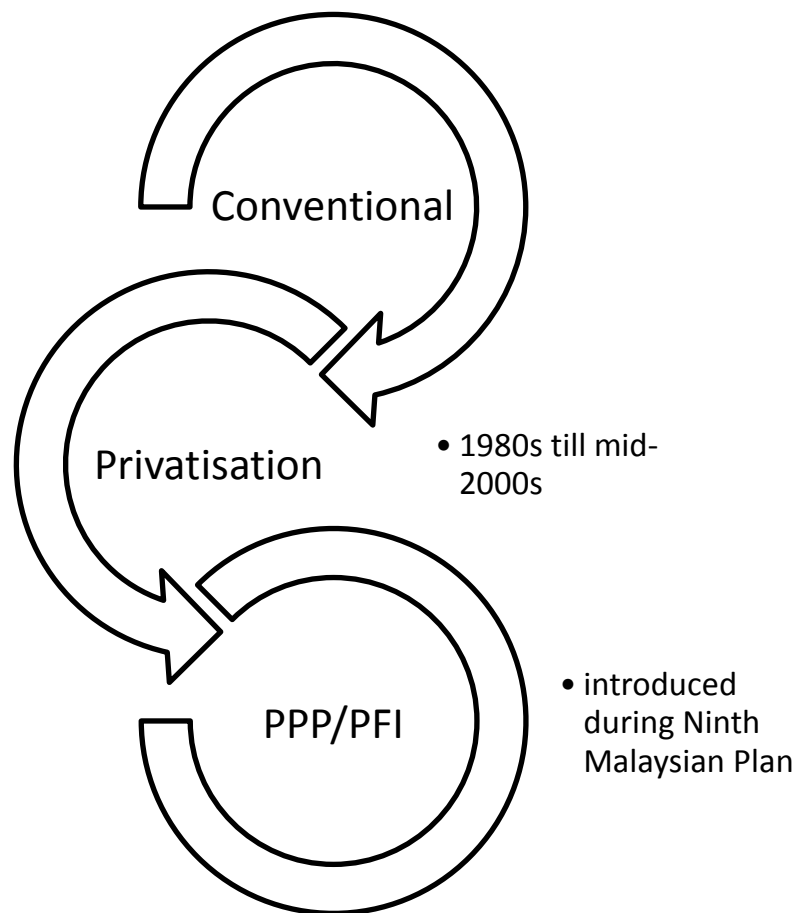 Conventional
Privatisation
• 1980s till mid-
2000s
PPP/PFI
• introduced
during Ninth
Malaysian Plan